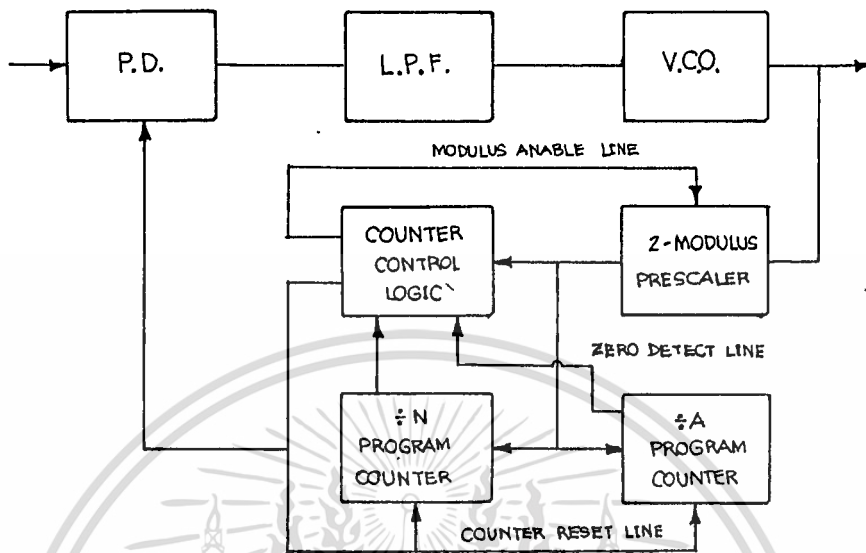 P.D.
L.P.F.
V.C.O.
MODULUS ANABLE LINE
COUNTER
CONTROL
LOGIC
2-MODULUS
PRESCALER
ZERO DETECT LINE
÷N
PROGRAM
COUNTER
÷A
PROGRAM
COUNTER
COUNTER RESET LINE